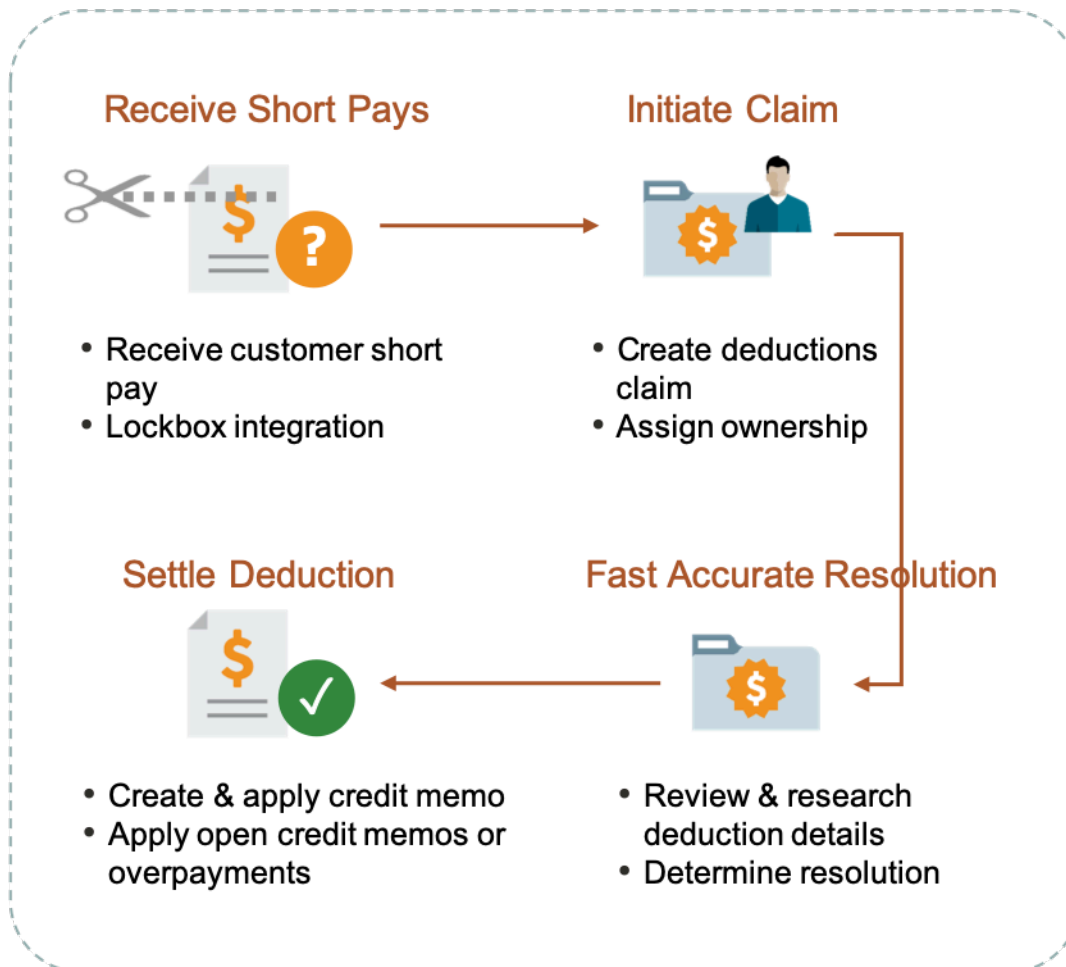 Receive Short Pays
$
?
• Receive customer short
pay
• Lockbox integration
Initiate Claim
$
• Create deductions
claim
• Assign ownership
Fast Accurate Resolution
$
• Review & research
deduction details
• Determine resolution
Settle Deduction
$
• Create & apply credit memo
• Apply open credit memos or
overpayments